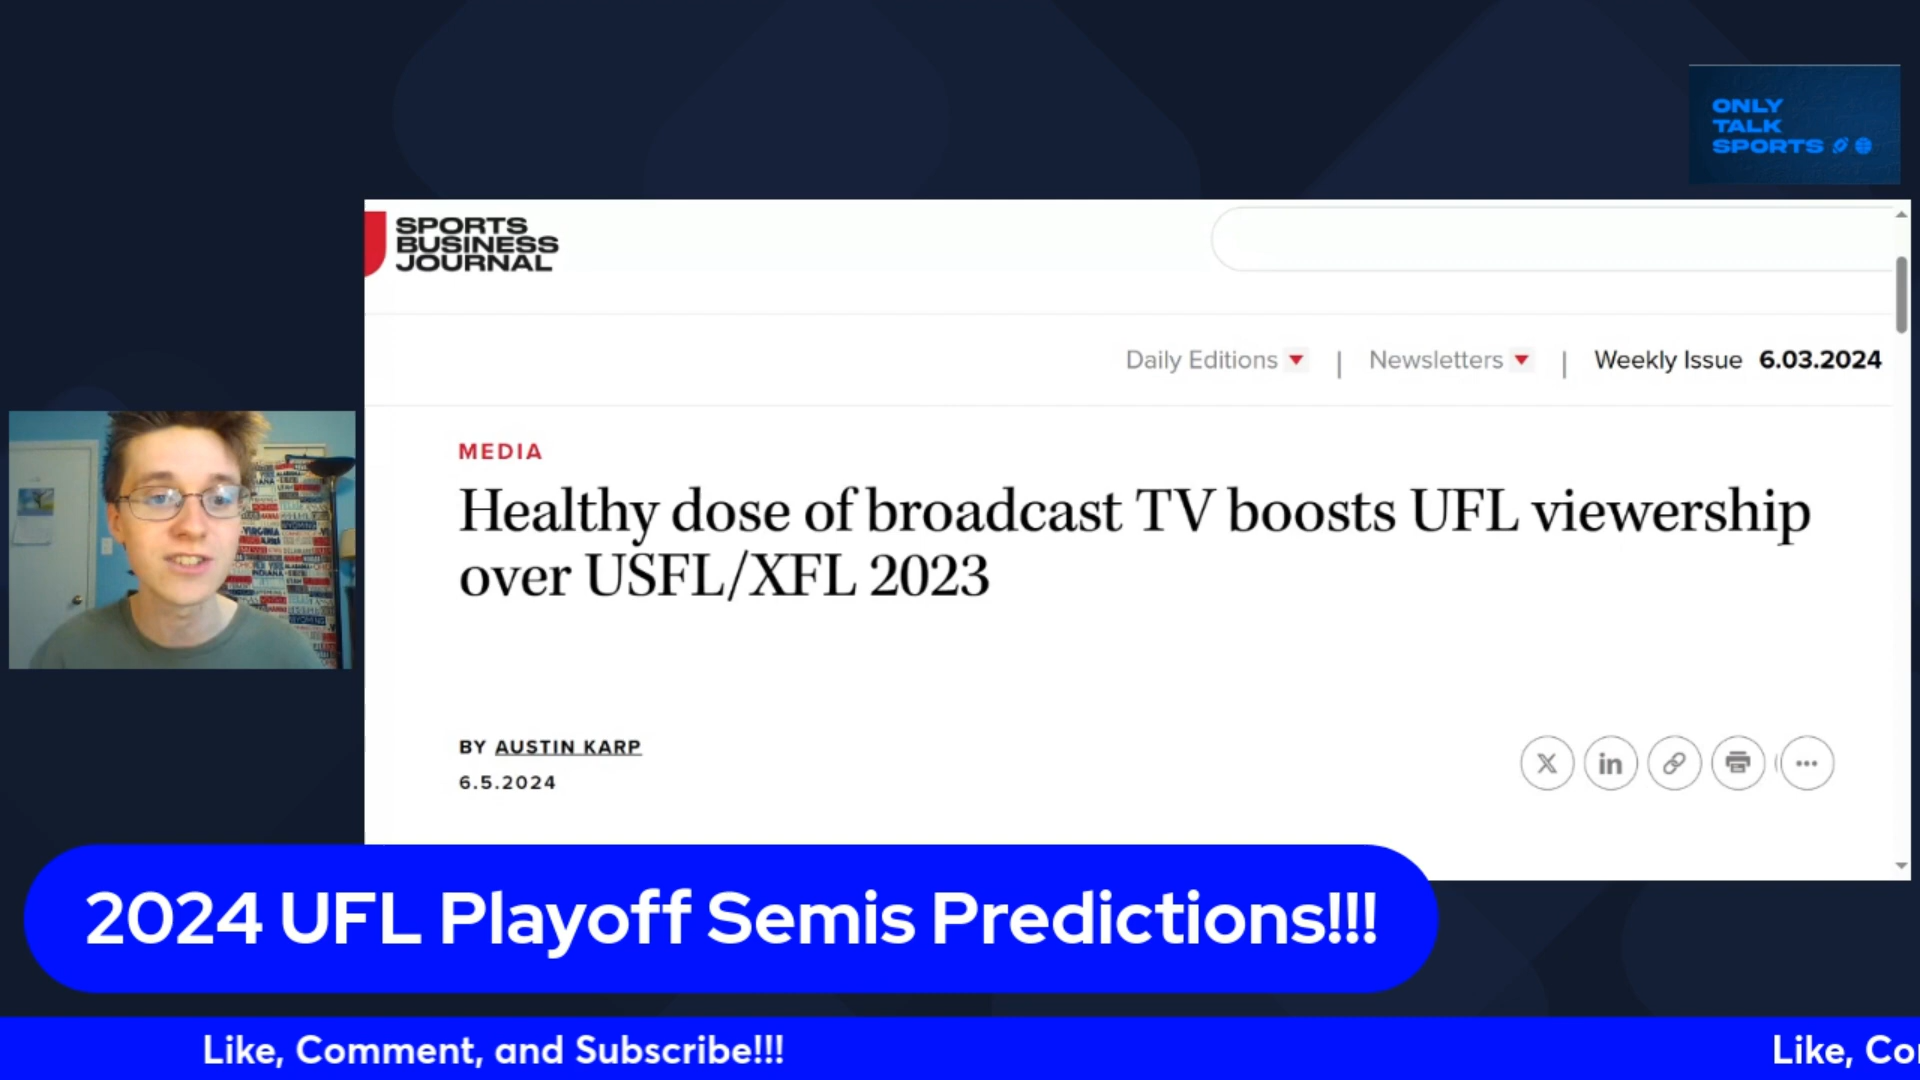 ONLY
TALK
SPORTS
SPORTS
BUSINESS
JOURNAL
Daily Editions | Newsletters | Weekly Issue 6.03.2024
MEDIA
Healthy dose of broadcast TV boosts UFL viewership
over USFL/XFL 2023
BY AUSTIN KARP
6.5.2024
2024 UFL Playoff Semis Predictions!!!
Like, Comment, and Subscribe!!! Like, Co